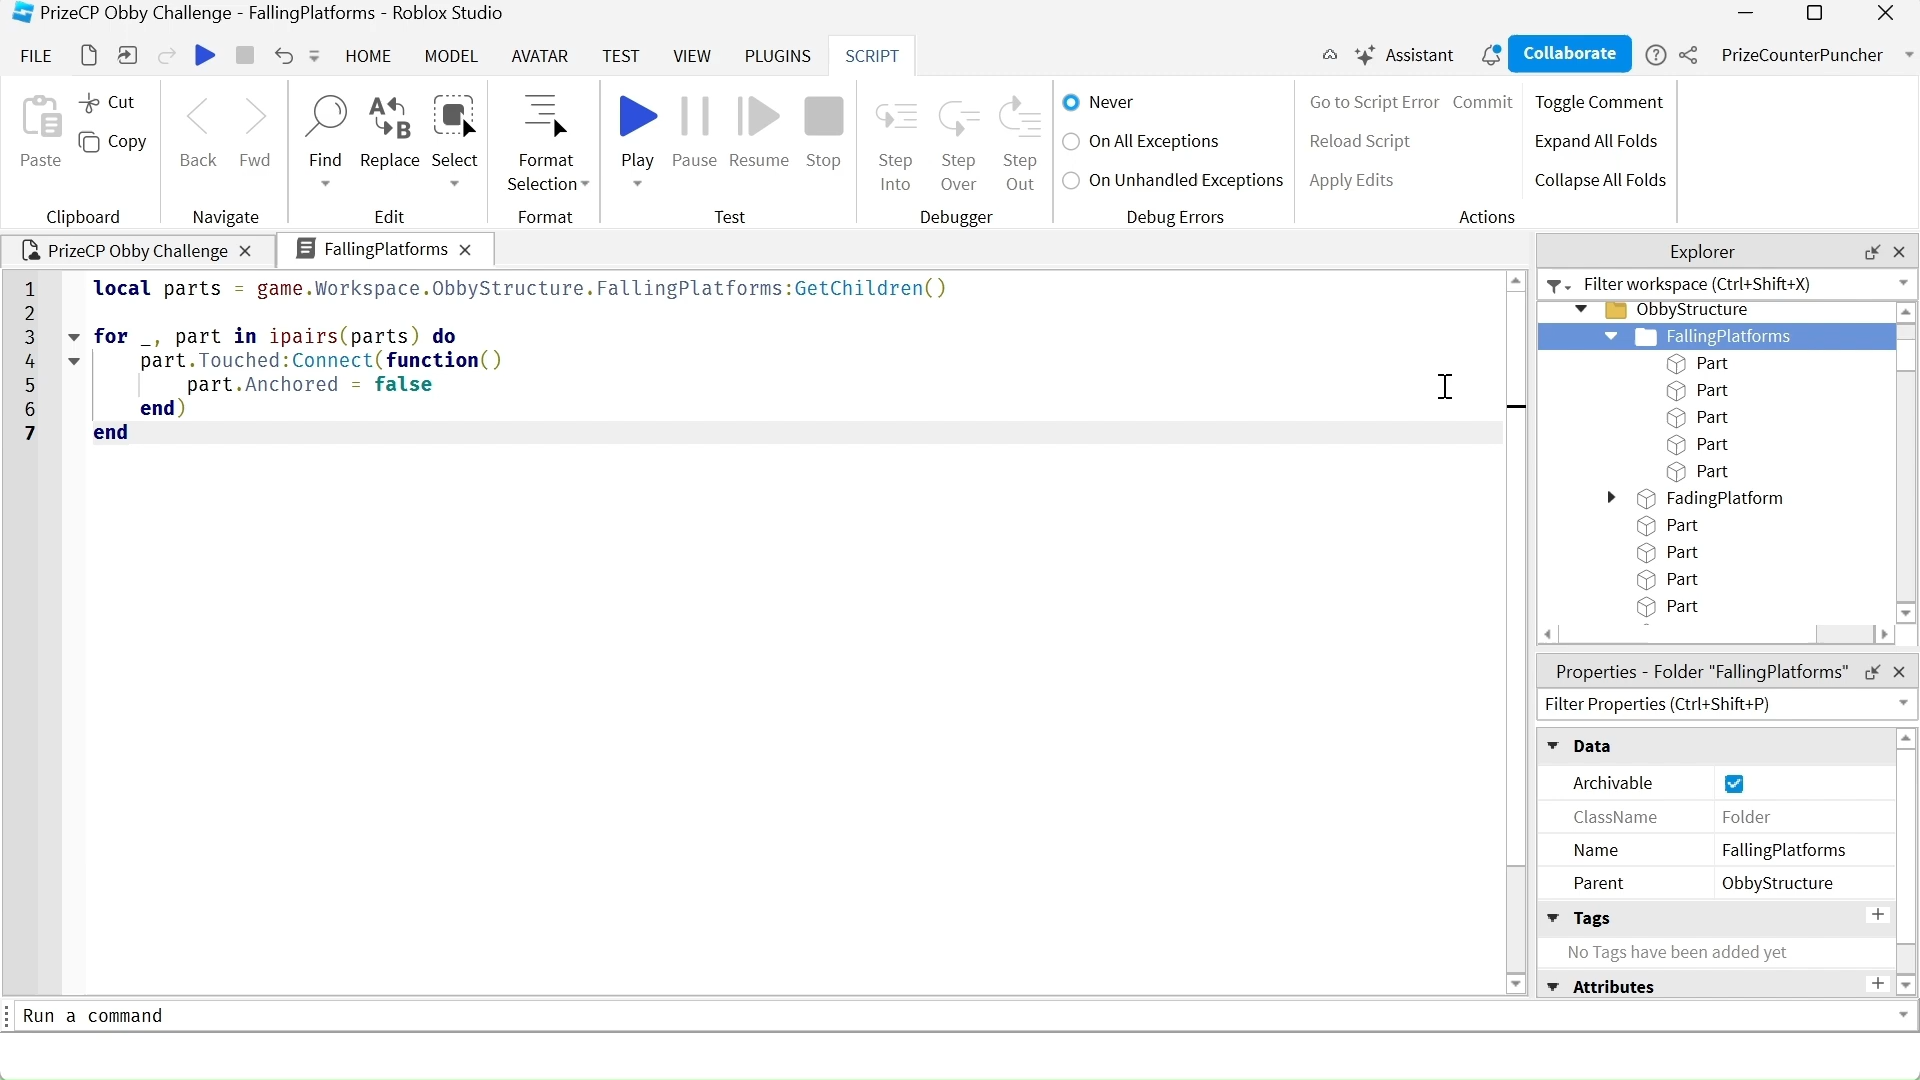 PrizeCP Obby Challenge - FallingPlatforms - Roblox Studio
FILE HOME MODEL AVATAR TEST VIEW PLUGINS SCRIPT Assistant Collaborate PrizeCounterPuncher
Paste Cut Copy
Clipboard
Back Fwd
Navigate
Find Replace Select
Edit
Format Selection
Format
Play Pause Resume Stop
Test
Step Into Step Over Step Out
Debugger
Never
On All Exceptions
On Unhandled Exceptions
Debug Errors
Go to Script Error Commit Toggle Comment
Reload Script Expand All Folds
Apply Edits Collapse All Folds
Actions
PrizeCP Obby Challenge FallingPlatforms
1 local parts = game.Workspace.ObbyStructure.FallingPlatforms:GetChildren()
2
3 for _, part in ipairs(parts) do
4 part.Touched:Connect(function()
5 part.Anchored = false
6 end)
7 end
Explorer
Filter workspace (Ctrl+Shift+X)
ObbyStructure
FallingPlatforms
Part
Part
Part
Part
Part
FadingPlatform
Part
Part
Part
Part
Properties - Folder "FallingPlatforms"
Filter Properties (Ctrl+Shift+P)
Data
Archivable
ClassName Folder
Name FallingPlatforms
Parent ObbyStructure
Tags +
No Tags have been added yet
Attributes +
Run a command